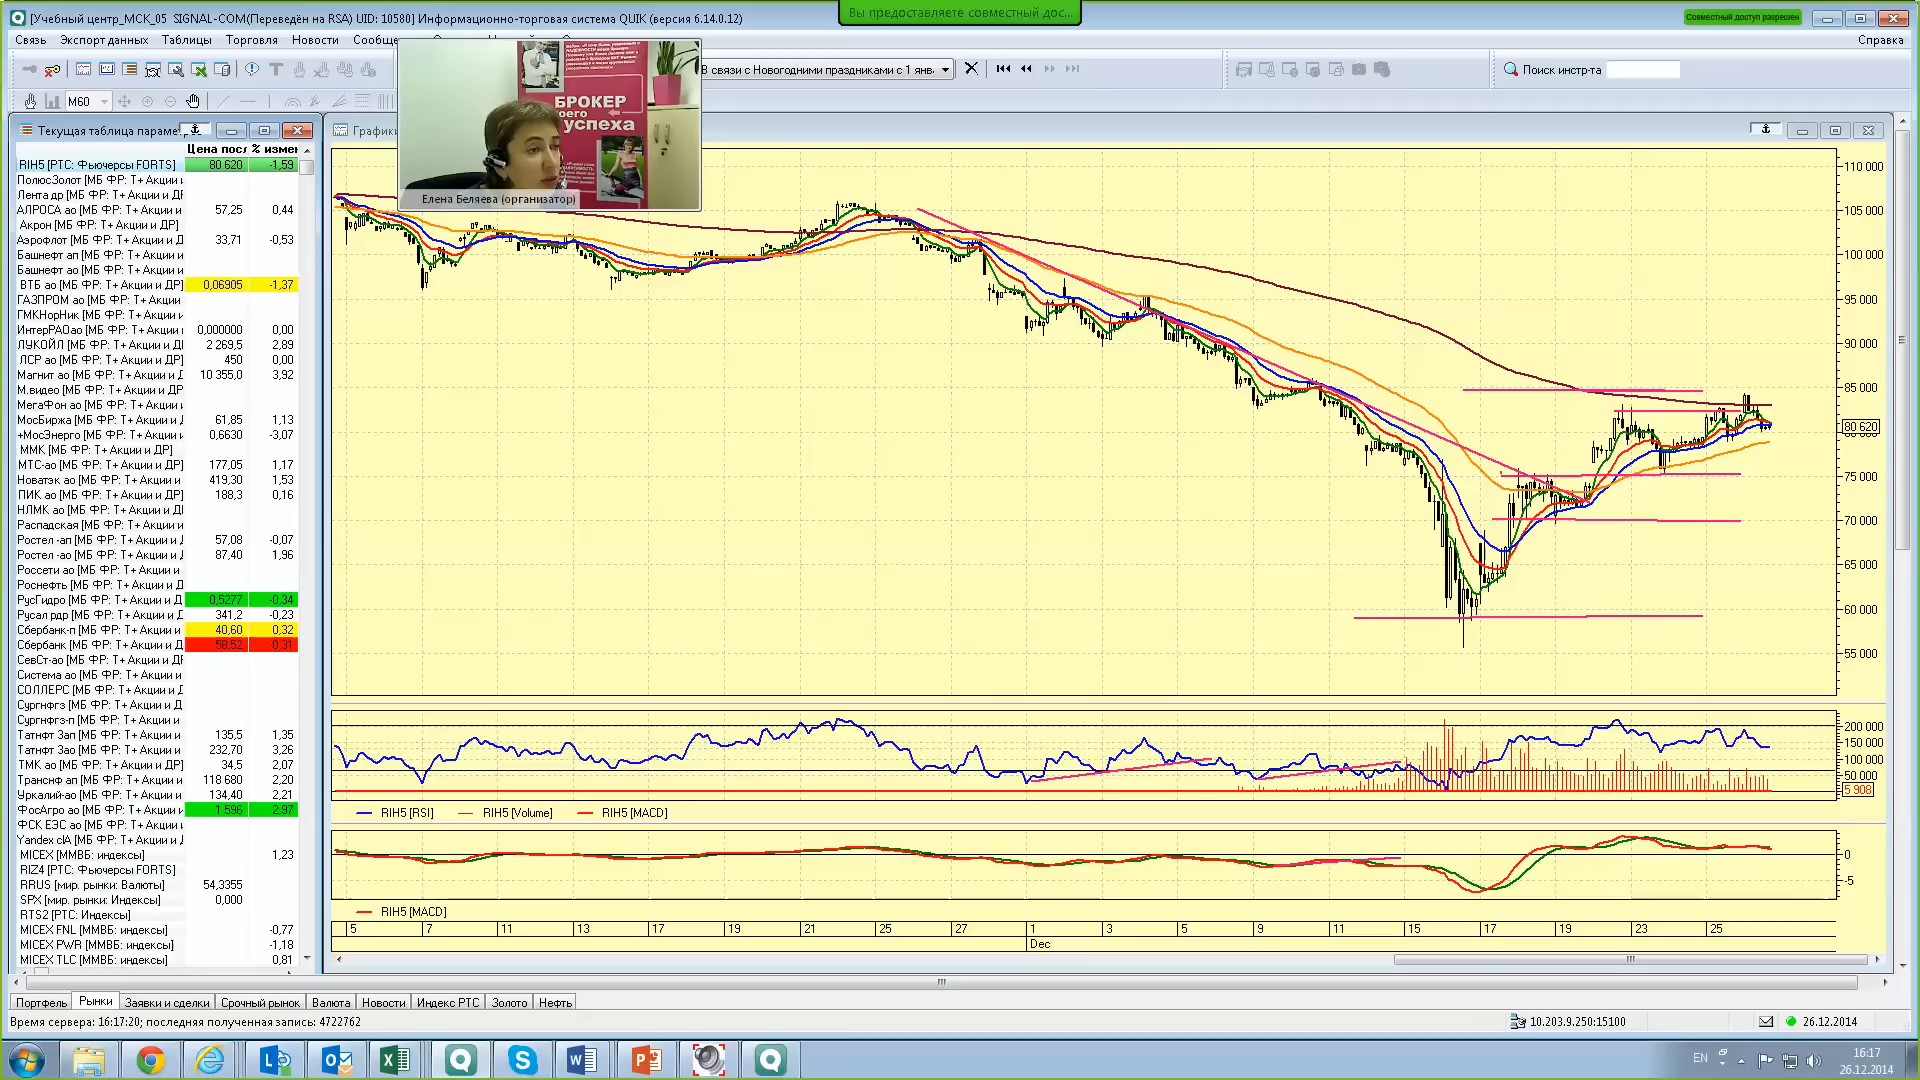 [Учебный центр_МСК_05 SIGNAL-COM(Переведён на RSA) UID: 10580] Информационно-торговая система QUIK (версия 6.14.0.12)
Вы предоставляете совместный дос...
Совместный доступ разрешен
Связь Экспорт данных Таблицы Торговля Новости Сообще
Справка
В связи с Новогодними праздниками с 1 янв
Поиск инстр-та
M60
БРОКЕР
успеха
Елена Беляева (организатор)
Текущая таблица параме
Графики
Цена пос % измен
RIH5 [РТС: Фьючерсы FORTS] 80 620 -1,59
ПолюсЗолот [МБ ФР: Т+ Акции и
Лента др [МБ ФР: Т+ Акции и ДР
АЛРОСА ао [МБ ФР: Т+ Акции и 57,25 0,44
Акрон [МБ ФР: Т+ Акции и ДР]
Аэрофлот [МБ ФР: Т+ Акции и Д 33,71 -0,53
Башнефт ап [МБ ФР: Т+ Акции и
Башнефт ао [МБ ФР: Т+ Акции и
ВТБ ао [МБ ФР: Т+ Акции и ДР] 0,06905 -1,37
ГАЗПРОМ ао [МБ ФР: Т+ Акции
ГМКНорНик [МБ ФР: Т+ Акции и
ИнтерРАОао [МБ ФР: Т+ Акции 0,000000 0,00
ЛУКОЙЛ [МБ ФР: Т+ Акции и Д 2 269,5 2,89
ЛСР ао [МБ ФР: Т+ Акции и ДР] 450 0,00
Магнит ао [МБ ФР: Т+ Акции и 10 355,0 3,92
М.видео [МБ ФР: Т+ Акции и ДР
МегаФон ао [МБ ФР: Т+ Акции
МосБиржа [МБ ФР: Т+ Акции и 61,85 1,13
+МосЭнерго [МБ ФР: Т+ Акции 0,6630 -3,07
ММК [МБ ФР: Т+ Акции и ДР]
МТС-ао [МБ ФР: Т+ Акции и ДР] 177,05 1,17
Новатэк ао [МБ ФР: Т+ Акции и 419,30 1,53
ПИК ао [МБ ФР: Т+ Акции и ДР] 188,3 0,16
НЛМК ао [МБ ФР: Т+ Акции и Д
Распадская [МБ ФР: Т+ Акции и
Ростел -ап [МБ ФР: Т+ Акции и 57,08 -0,07
Ростел -ао [МБ ФР: Т+ Акции и 87,40 1,96
Россети ао [МБ ФР: Т+ Акции и
Роснефть [МБ ФР: Т+ Акции и Д
РусГидро [МБ ФР: Т+ Акции и Д 0,5277 -0,34
Русал рдр [МБ ФР: Т+ Акции и Д 341,2 -0,23
Сбербанк-п [МБ ФР: Т+ Акции и 40,60 0,32
Сбербанк [МБ ФР: Т+ Акции и Д 58,52 -0,31
СевСт-ао [МБ ФР: Т+ Акции и ДР
Система ао [МБ ФР: Т+ Акции и
СОЛЛЕРС [МБ ФР: Т+ Акции и Д
Сургнфгз [МБ ФР: Т+ Акции и Д
Сургнфгз-п [МБ ФР: Т+ Акции и
Татнфт 3ап [МБ ФР: Т+ Акции и 135,5 1,35
Татнфт 3ао [МБ ФР: Т+ Акции и 232,70 3,26
ТМК ао [МБ ФР: Т+ Акции и ДР] 34,5 2,07
Транснф ап [МБ ФР: Т+ Акции и 118 680 2,20
Уркалий-ао [МБ ФР: Т+ Акции и 134,40 2,21
ФосАгро ао [МБ ФР: Т+ Акции и 1 596 2,97
ФСК ЕЭС ао [МБ ФР: Т+ Акции и
Yandex clA [МБ ФР: Т+ Акции и
MICEX [ММВБ: индексы] 1,23
RIZ4 [РТС: Фьючерсы FORTS]
RRUS [мир. рынки: Валюты] 54,3355
SPX [мир. рынки: Индексы] 0,000
RTS2 [РТС: Индексы]
MICEX FNL [ММВБ: индексы] -0,77
MICEX PWR [ММВБ: индексы] -1,18
MICEX TLC [ММВБ: индексы] 0,81
110 000
105 000
100 000
95 000
90 000
85 000
80 620
75 000
70 000
65 000
60 000
55 000
200 000
150 000
100 000
50 000
5 908
RIH5 [RSI] RIH5 [Volume] RIH5 [MACD]
0
-5
RIH5 [MACD]
5 7 11 13 17 19 21 25 27 1 3 5 9 11 15 17 19 23 25
Dec
Портфель Рынки Заявки и сделки Срочный рынок Валюта Новости Индекс РТС Золото Нефть
Время сервера: 16:17:20; последняя полученная запись: 4722762
10.203.9.250:15100
26.12.2014
EN
16:17
26.12.2014